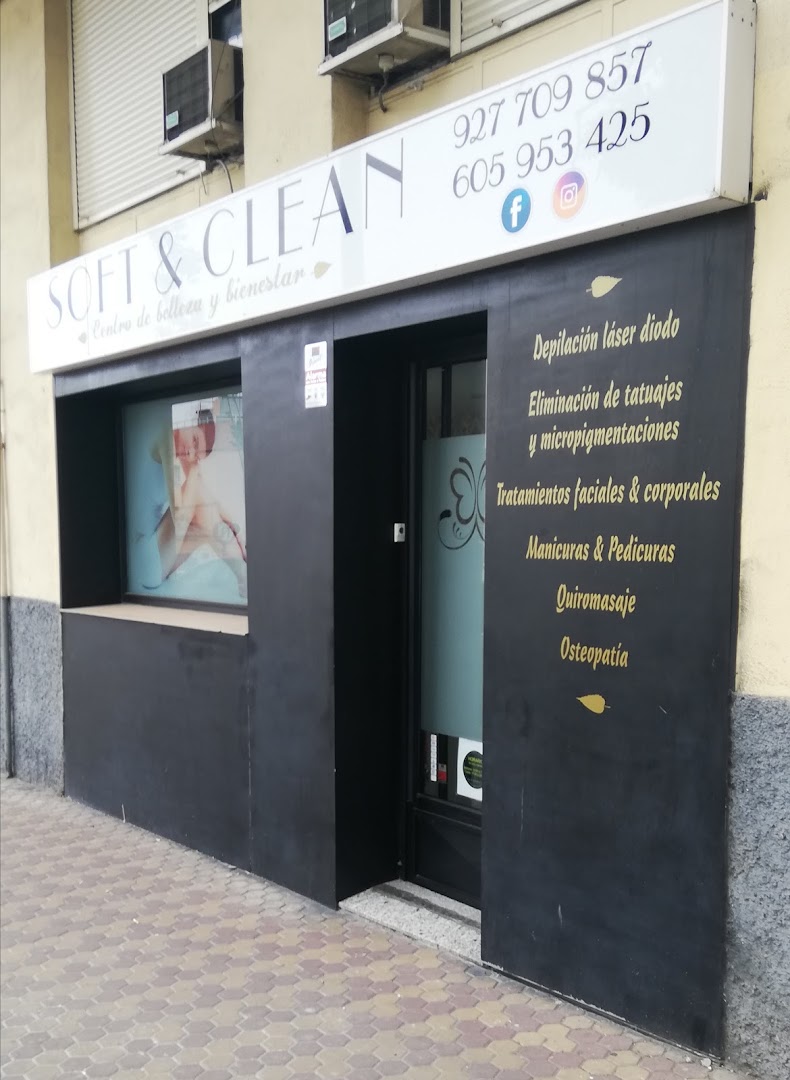 SOFT & CLEAN
Centro de belleza y bienestar
927 709 857
605 953 425
Depilación láser diodo
Eliminación de tatuajes
y micropigmentaciones
Tratamientos faciales & corporales
Manicuras & Pedicuras
Quiromasaje
Osteopatía